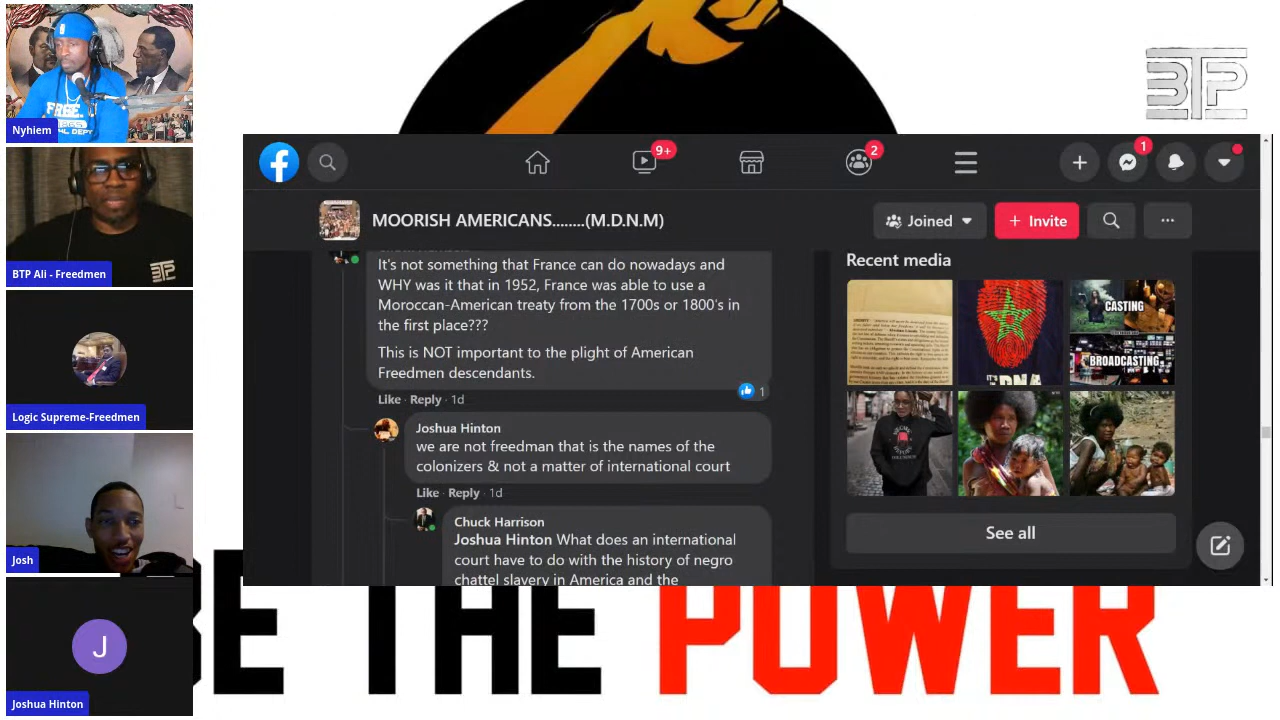 Nyhiem
BTP Ali - Freedmen
Logic Supreme-Freedmen
Josh
J
Joshua Hinton
BTP
9+
2
1
MOORISH AMERICANS........(M.D.N.M)
Joined
+ Invite
It's not something that France can do nowadays and
WHY was it that in 1952, France was able to use a
Moroccan-American treaty from the 1700s or 1800's in
the first place???
This is NOT important to the plight of American
Freedmen descendants.
1
Like · Reply · 1d
Joshua Hinton
we are not freedman that is the names of the
colonizers & not a matter of international court
Like · Reply · 1d
Chuck Harrison
Joshua Hinton What does an international
court have to do with the history of negro
chattel slavery in America and the
Recent media
CASTING
BROADCASTING
See all
BE THE POWER